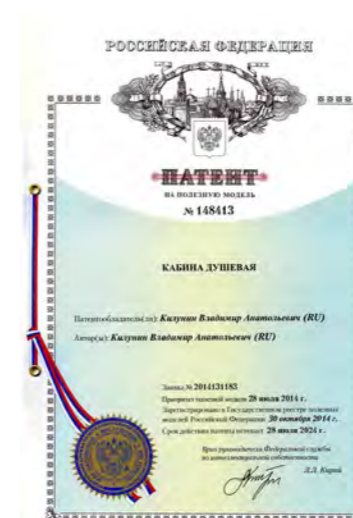 РОССИЙСКАЯ ФЕДЕРАЦИЯ
ПАТЕНТ
НА ПОЛЕЗНУЮ МОДЕЛЬ
№ 148413
КАБИНА ДУШЕВАЯ
Патентообладатель(ли): Килунин Владимир Анатольевич (RU)
Автор(ы): Килунин Владимир Анатольевич (RU)
Заявка № 2014131183
Приоритет полезной модели 28 июля 2014 г.
Зарегистрировано в Государственном реестре полезных
моделей Российской Федерации 30 октября 2014 г.
Срок действия патента истекает 28 июля 2024 г.
Врио руководителя Федеральной службы
по интеллектуальной собственности
Л.Л. Кирий